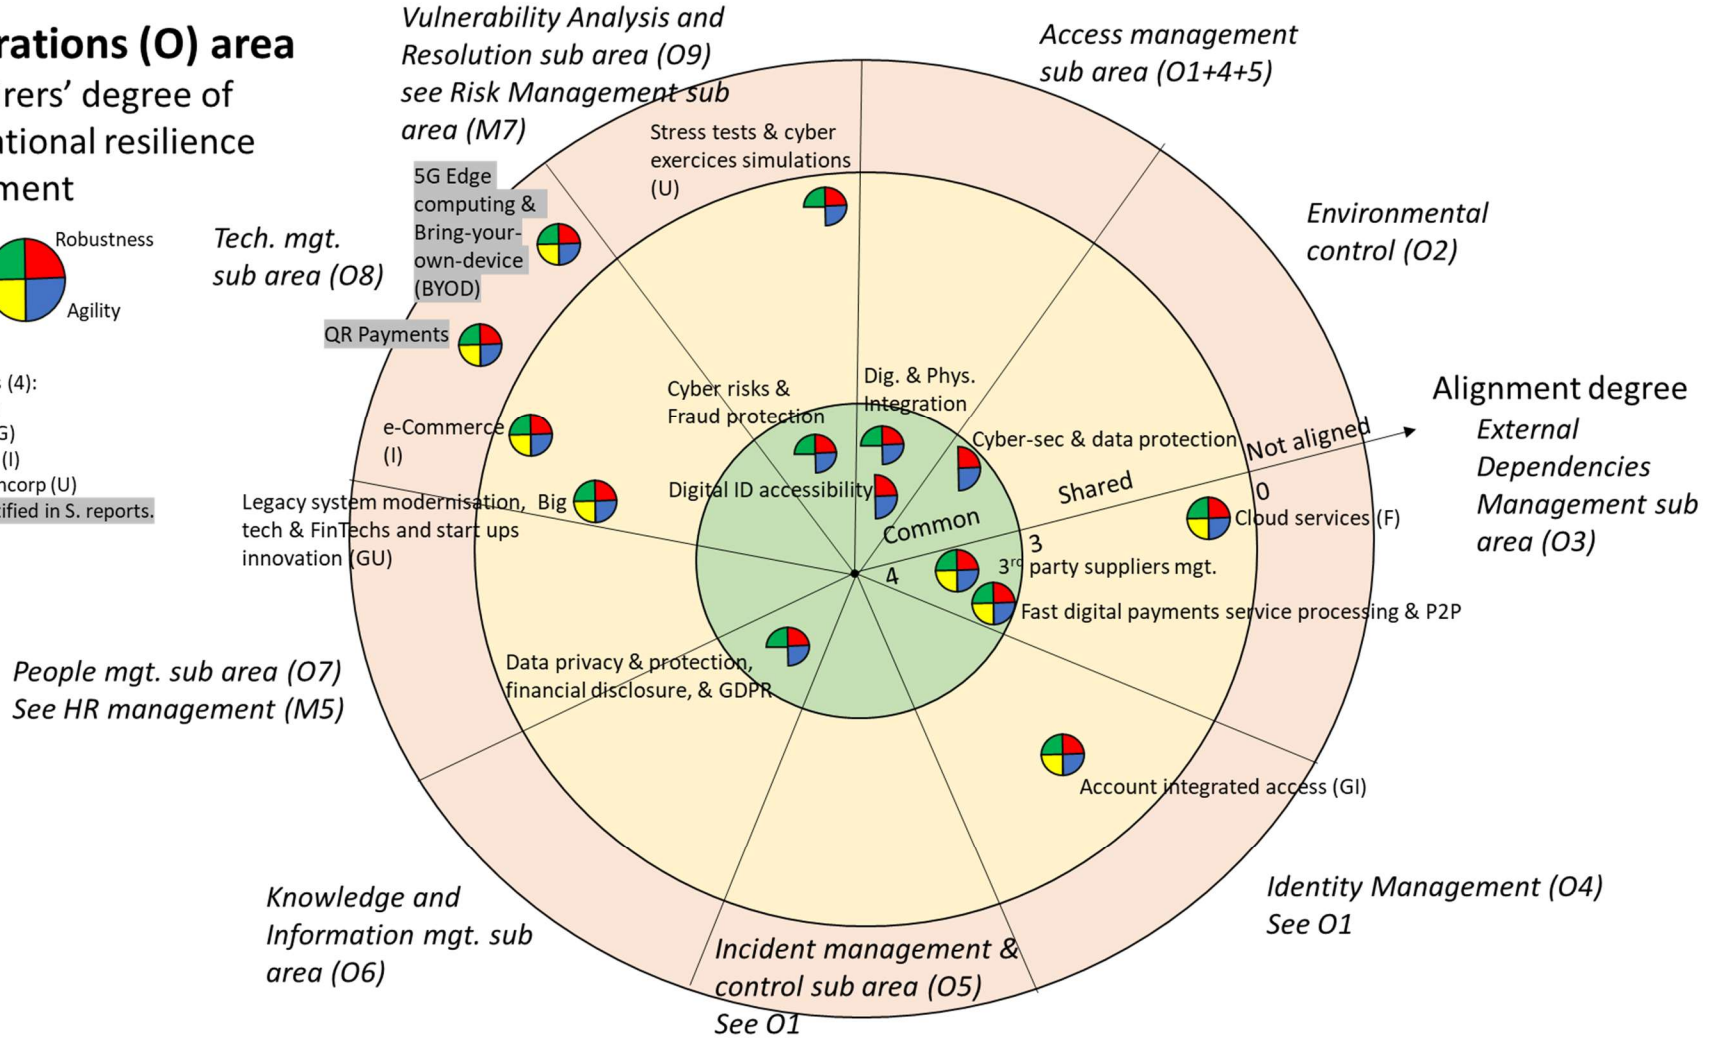 rations (O) area
rers' degree of
tional resilience
ment
Robustness
Agility
s (4):
G)
(I)
ncorp (U)
tified in S. reports.
Vulnerability Analysis and
Resolution sub area (O9)
see Risk Management sub
area (M7)
Access management
sub area (O1+4+5)
Stress tests & cyber
exercices simulations
(U)
5G Edge
computing &
Bring-your-
own-device
(BYOD)
Tech. mgt.
sub area (O8)
Environmental
control (O2)
QR Payments
e-Commerce
(I)
Cyber risks &
Fraud protection
Dig. & Phys.
Integration
Cyber-sec & data protection
Digital ID accessibility
Legacy system modernisation, Big
tech & FinTechs and start ups
innovation (GU)
Common
Shared
Not aligned
4
3
0
Alignment degree
External
Dependencies
Management sub
area (O3)
Cloud services (F)
3rd party suppliers mgt.
Fast digital payments service processing & P2P
People mgt. sub area (O7)
See HR management (M5)
Data privacy & protection,
financial disclosure, & GDPR
Account integrated access (GI)
Knowledge and
Information mgt. sub
area (O6)
Incident management &
control sub area (O5)
See O1
Identity Management (O4)
See O1